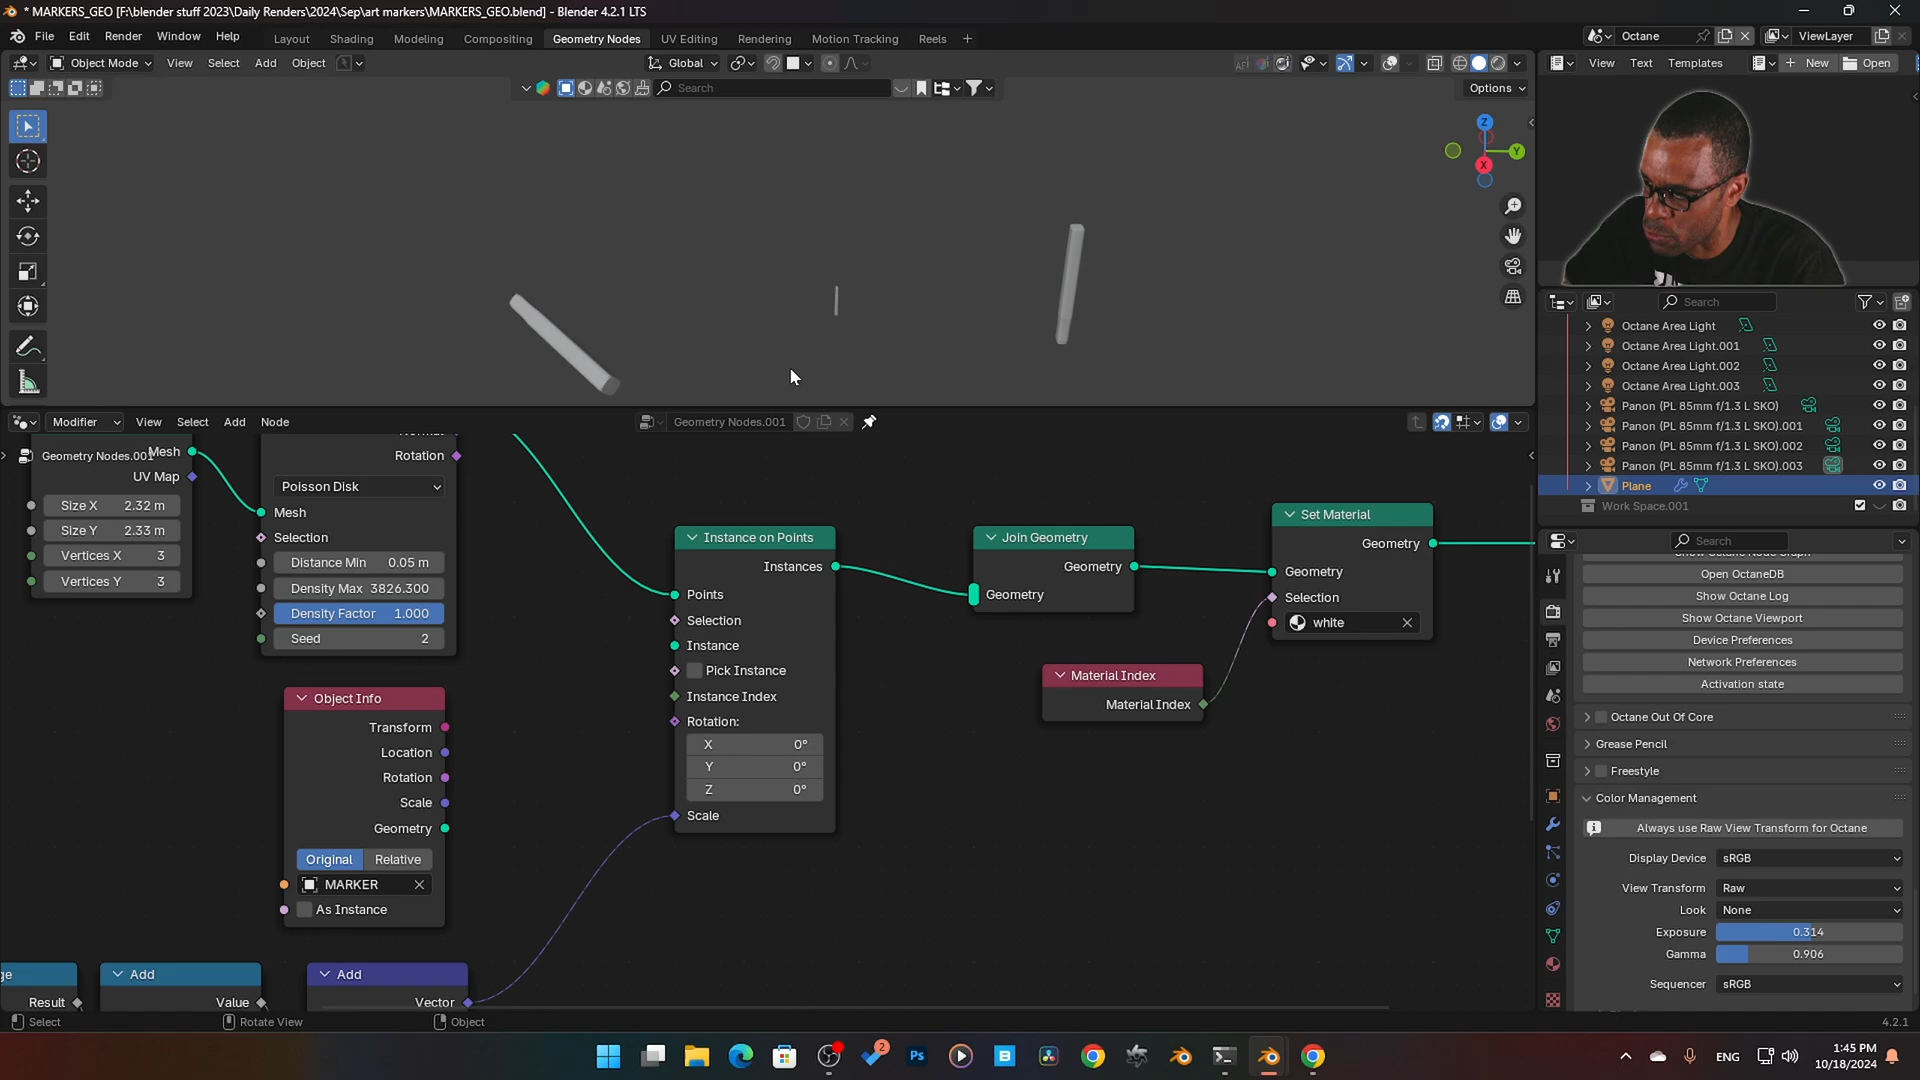 * MARKERS_GEO [F:\blender stuff 2023\Daily Renders\2024\Sep\art markers\MARKERS_GEO.blend] - Blender 4.2.1 LTS
File Edit Render Window Help
Layout Shading Modeling Compositing Geometry Nodes UV Editing Rendering Motion Tracking Reels +
Octane
ViewLayer
Object Mode View Select Add Object
Global
View Text Templates
New Open
Search
Options
Z
Y
X
Search
Octane Area Light
Octane Area Light.001
Octane Area Light.002
Octane Area Light.003
Panon (PL 85mm f/1.3 L SKO)
Panon (PL 85mm f/1.3 L SKO).001
Panon (PL 85mm f/1.3 L SKO).002
Panon (PL 85mm f/1.3 L SKO).003
Plane
Work Space.001
Modifier View Select Add Node
Geometry Nodes.001
Geometry Nodes.001
Mesh
UV Map
Size X 2.32 m
Size Y 2.33 m
Vertices X 3
Vertices Y 3
Rotation
Poisson Disk
Mesh
Selection
Distance Min 0.05 m
Density Max 3826.300
Density Factor 1.000
Seed 2
Object Info
Transform
Location
Rotation
Scale
Geometry
Original Relative
MARKER
As Instance
Instance on Points
Instances
Points
Selection
Instance
Pick Instance
Instance Index
Rotation:
X 0°
Y 0°
Z 0°
Scale
Join Geometry
Geometry
Geometry
Material Index
Material Index
Set Material
Geometry
Geometry
Selection
white
ge
Result
Add
Value
Add
Vector
Search
Show Octane Node Graph
Open OctaneDB
Show Octane Log
Show Octane Viewport
Device Preferences
Network Preferences
Activation state
Octane Out Of Core
Grease Pencil
Freestyle
Color Management
Always use Raw View Transform for Octane
Display Device sRGB
View Transform Raw
Look None
Exposure 0.314
Gamma 0.906
Sequencer sRGB
Select Rotate View Object
4.2.1
2
Ps
ENG
1:45 PM
10/18/2024